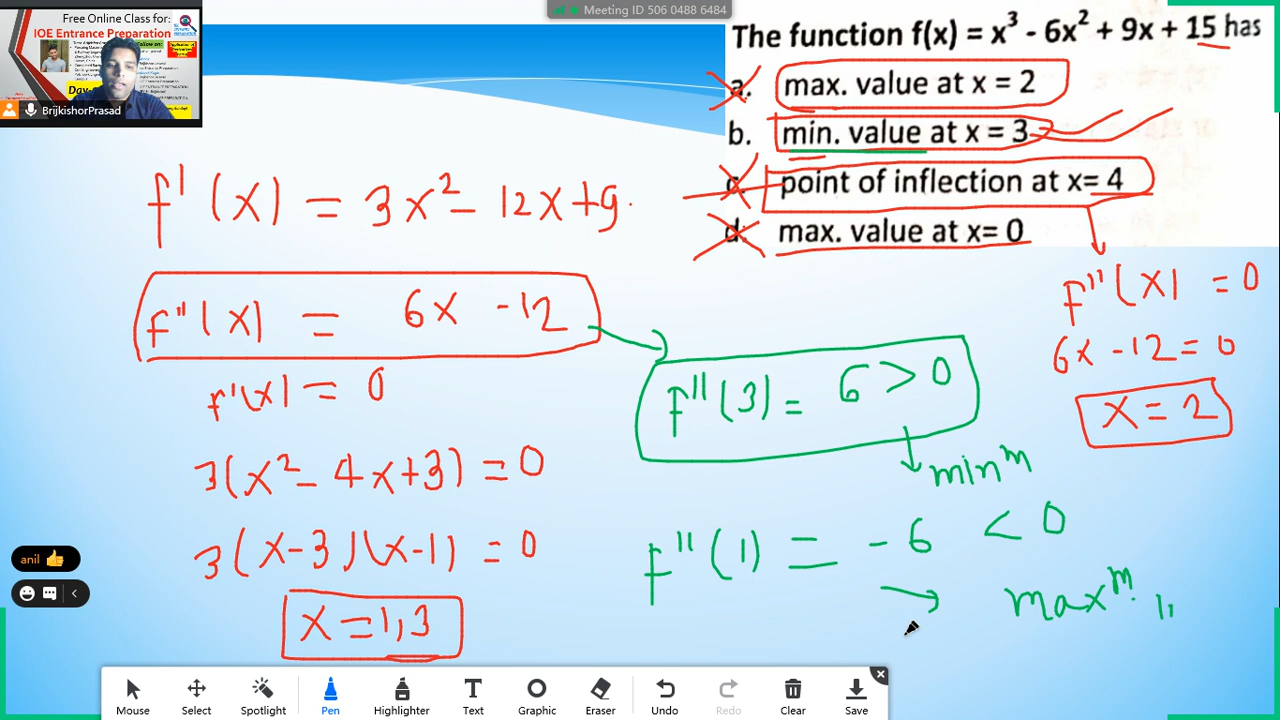 Meeting ID 506 0488 6484
Free Online Class for:
IOE Entrance Preparation
BrijkishorPrasad
The function f(x) = x³ - 6x² + 9x + 15 has
a. max. value at x = 2
b. min. value at x = 3
c. point of inflection at x= 4
d. max. value at x= 0
f'(x) = 3x² - 12x+9.
f''(x) = 6x - 12
f'(x) = 0
3(x² - 4x+3) = 0
3(x-3)(x-1) = 0
x = 1,3
f''(3) = 6 > 0
minᵐ
f''(1) = - 6 < 0
→ maxᵐ. ''
f''(x) = 0
6x - 12 = 0
x = 2
anil 👍
Mouse Select Spotlight Pen Highlighter Text Graphic Eraser Undo Redo Clear Save